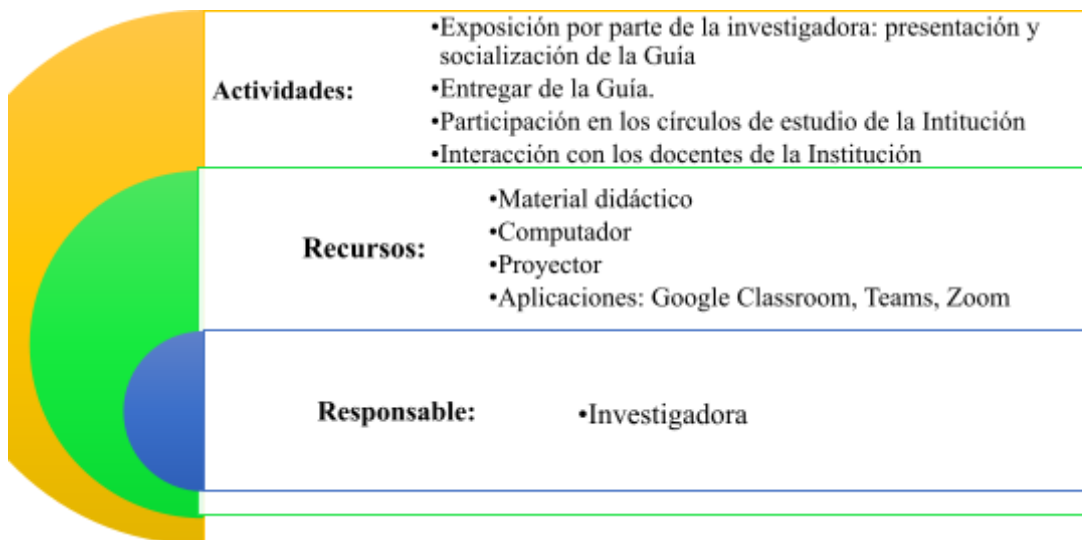 Actividades:
•Exposición por parte de la investigadora: presentación y
socialización de la Guía
•Entregar de la Guía.
•Participación en los círculos de estudio de la Intitución
•Interacción con los docentes de la Institución
Recursos:
•Material didáctico
•Computador
•Proyector
•Aplicaciones: Google Classroom, Teams, Zoom
Responsable:
•Investigadora